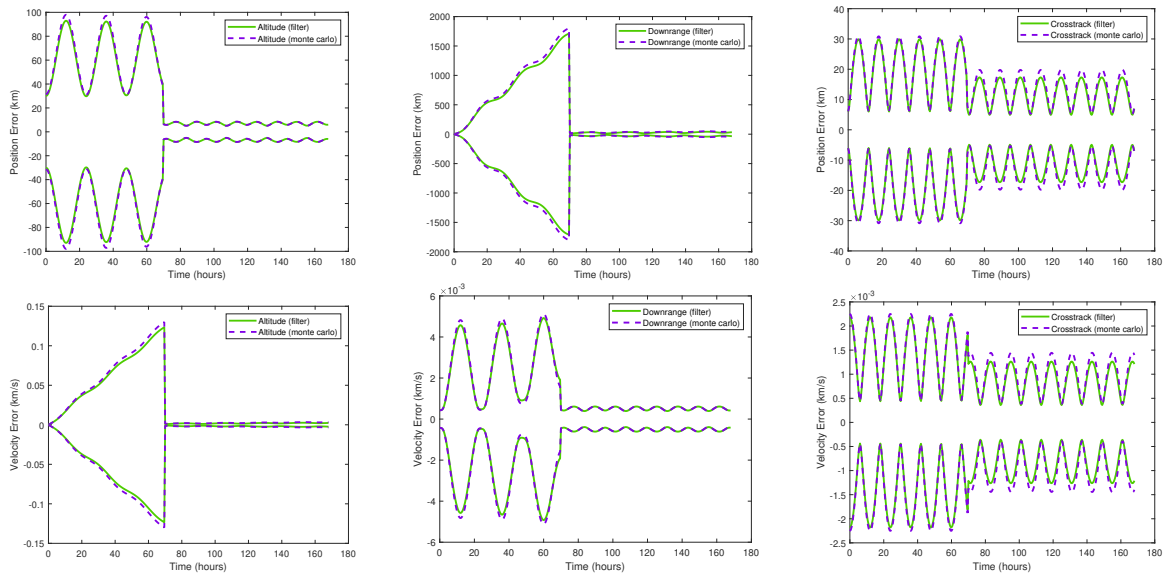 100
80
60
40
20
0
-20
-40
-60
-80
-100
Position Error (km)
0 20 40 60 80 100 120 140 160 180
Time (hours)
Altitude (filter)
Altitude (monte carlo)
2000
1500
1000
500
0
-500
-1000
-1500
-2000
Position Error (km)
0 20 40 60 80 100 120 140 160 180
Time (hours)
Downrange (filter)
Downrange (monte carlo)
40
30
20
10
0
-10
-20
-30
-40
Position Error (km)
0 20 40 60 80 100 120 140 160 180
Time (hours)
Crosstrack (filter)
Crosstrack (monte carlo)
0.15
0.1
0.05
0
-0.05
-0.1
-0.15
Velocity Error (km/s)
0 20 40 60 80 100 120 140 160 180
Time (hours)
Altitude (filter)
Altitude (monte carlo)
×10⁻³
6
4
2
0
-2
-4
-6
Velocity Error (km/s)
0 20 40 60 80 100 120 140 160 180
Time (hours)
Downrange (filter)
Downrange (monte carlo)
×10⁻³
2.5
2
1.5
1
0.5
0
-0.5
-1
-1.5
-2
-2.5
Velocity Error (km/s)
0 20 40 60 80 100 120 140 160 180
Time (hours)
Crosstrack (filter)
Crosstrack (monte carlo)